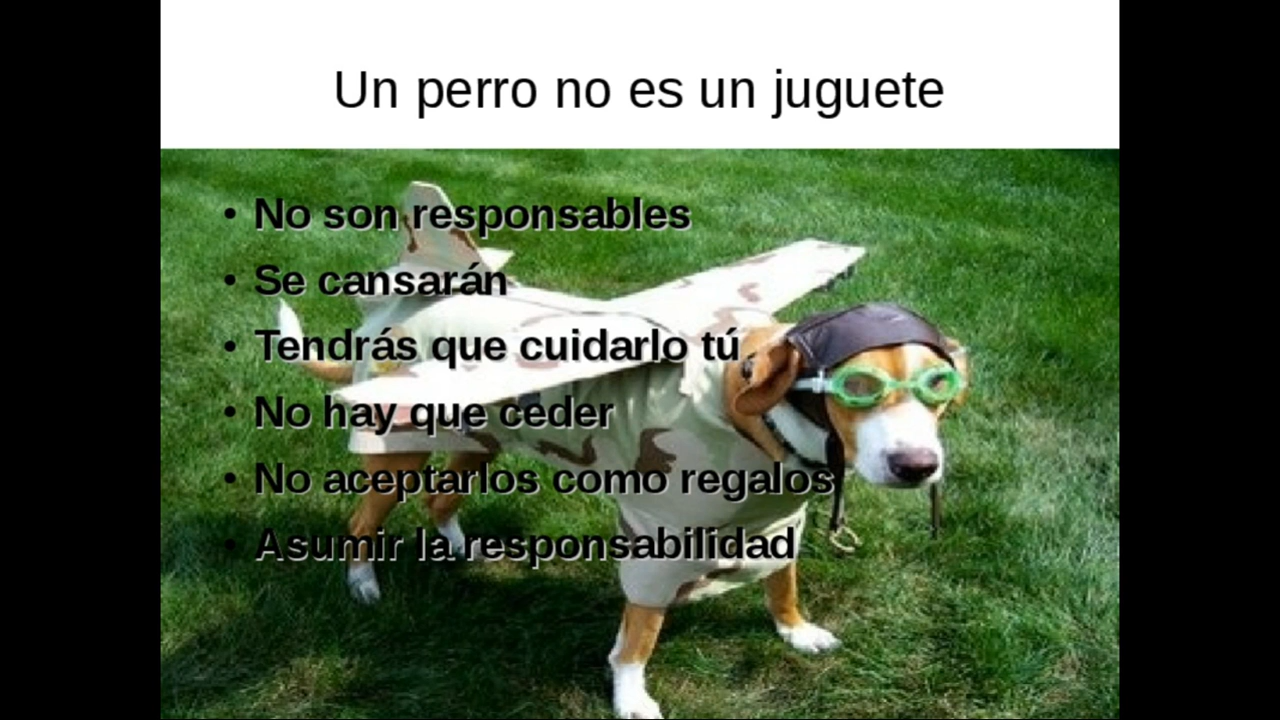 Un perro no es un juguete
• No son responsables
• Se cansarán
• Tendrás que cuidarlo tú
• No hay que ceder
• No aceptarlos como regalos
• Asumir la responsabilidad